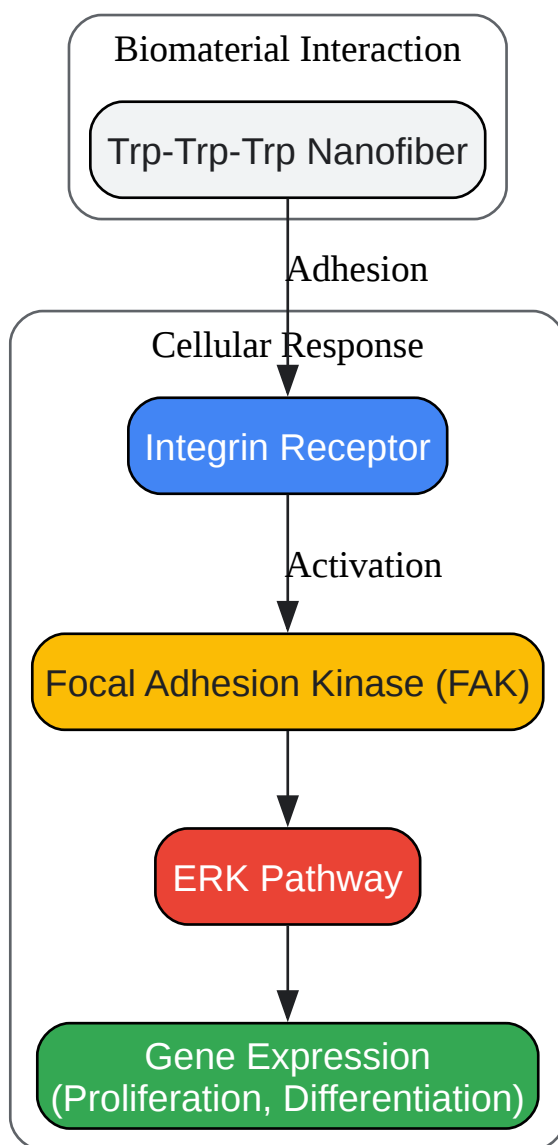 Biomaterial Interaction
Trp-Trp-Trp Nanofiber
Adhesion
Cellular Response
Integrin Receptor
Activation
Focal Adhesion Kinase (FAK)
ERK Pathway
Gene Expression
(Proliferation, Differentiation)